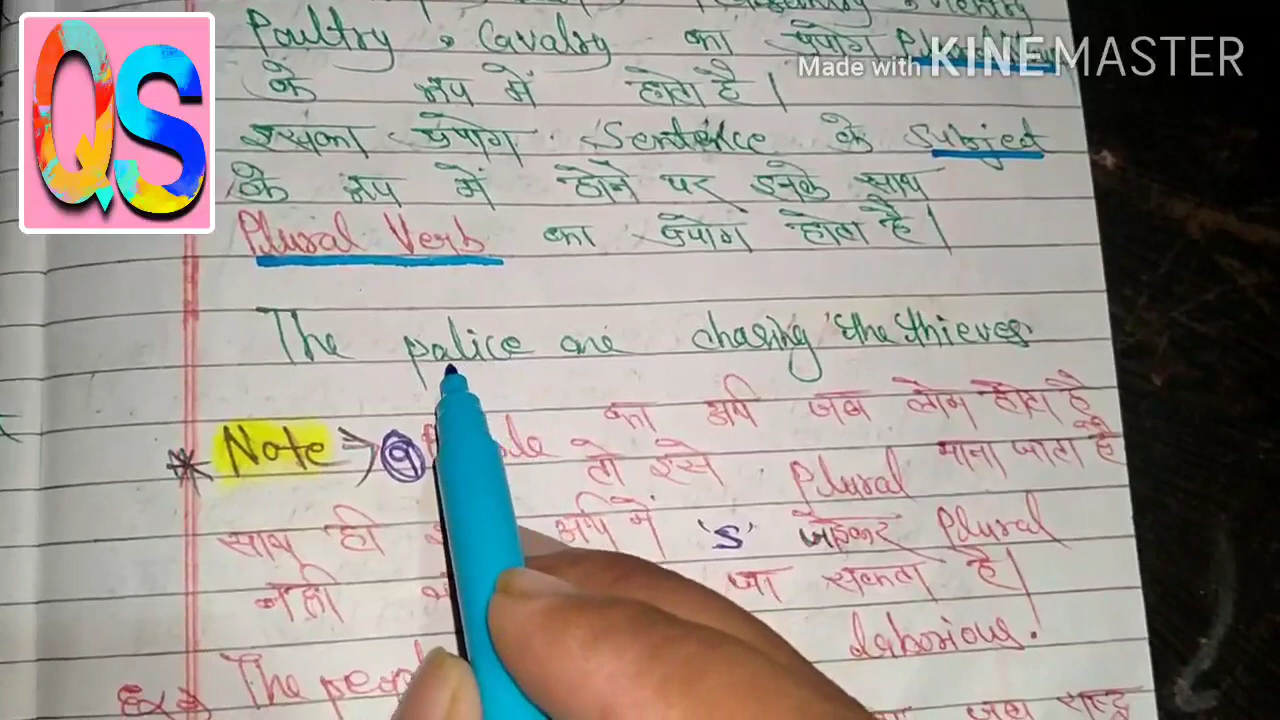 QS
Made with KINEMASTER
Poultry, Cavalry का प्रयोग Plural
के रूप में होता है।
इसका प्रयोग Sentence के Subject
के रूप में होने पर इनके साथ
Plural Verb का प्रयोग होता है।
The police are chasing the thieves
* Note ⇒ का अर्थ जब लोग होता है
तो इसे Plural माना जाता है
साथ ही अर्थ में 'S' जोड़कर Plural
नहीं जा सकता है।
Ex The laborious.